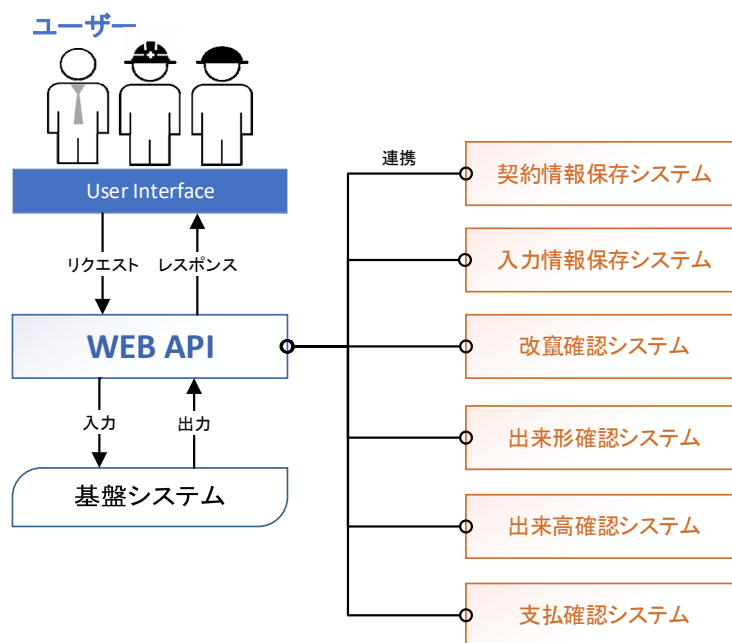 ユーザー
User Interface
リクエスト
レスポンス
WEB API
入力
出力
基盤システム
連携
契約情報保存システム
入力情報保存システム
改竄確認システム
出来形確認システム
出来高確認システム
支払確認システム